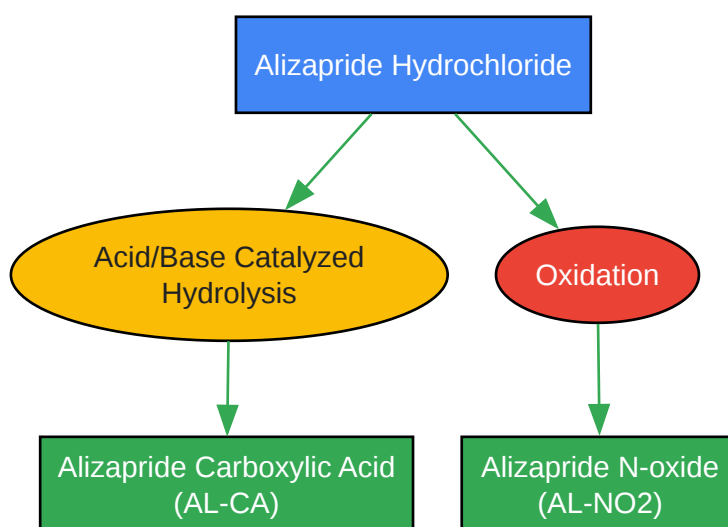 Alizapride Hydrochloride
Acid/Base Catalyzed
Hydrolysis
Oxidation
Alizapride Carboxylic Acid
(AL-CA)
Alizapride N-oxide
(AL-NO2)